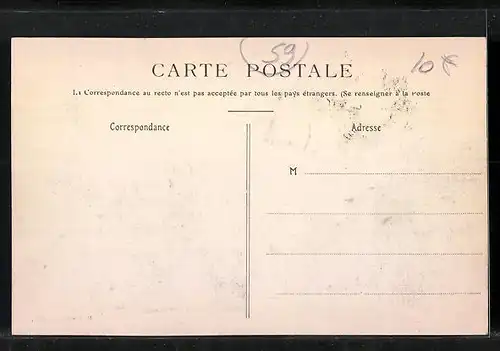 (59)
10
CARTE POSTALE
La Correspondance au recto n'est pas acceptée par tous les pays étrangers. (Se renseigner à la Poste
Correspondance
Adresse
M